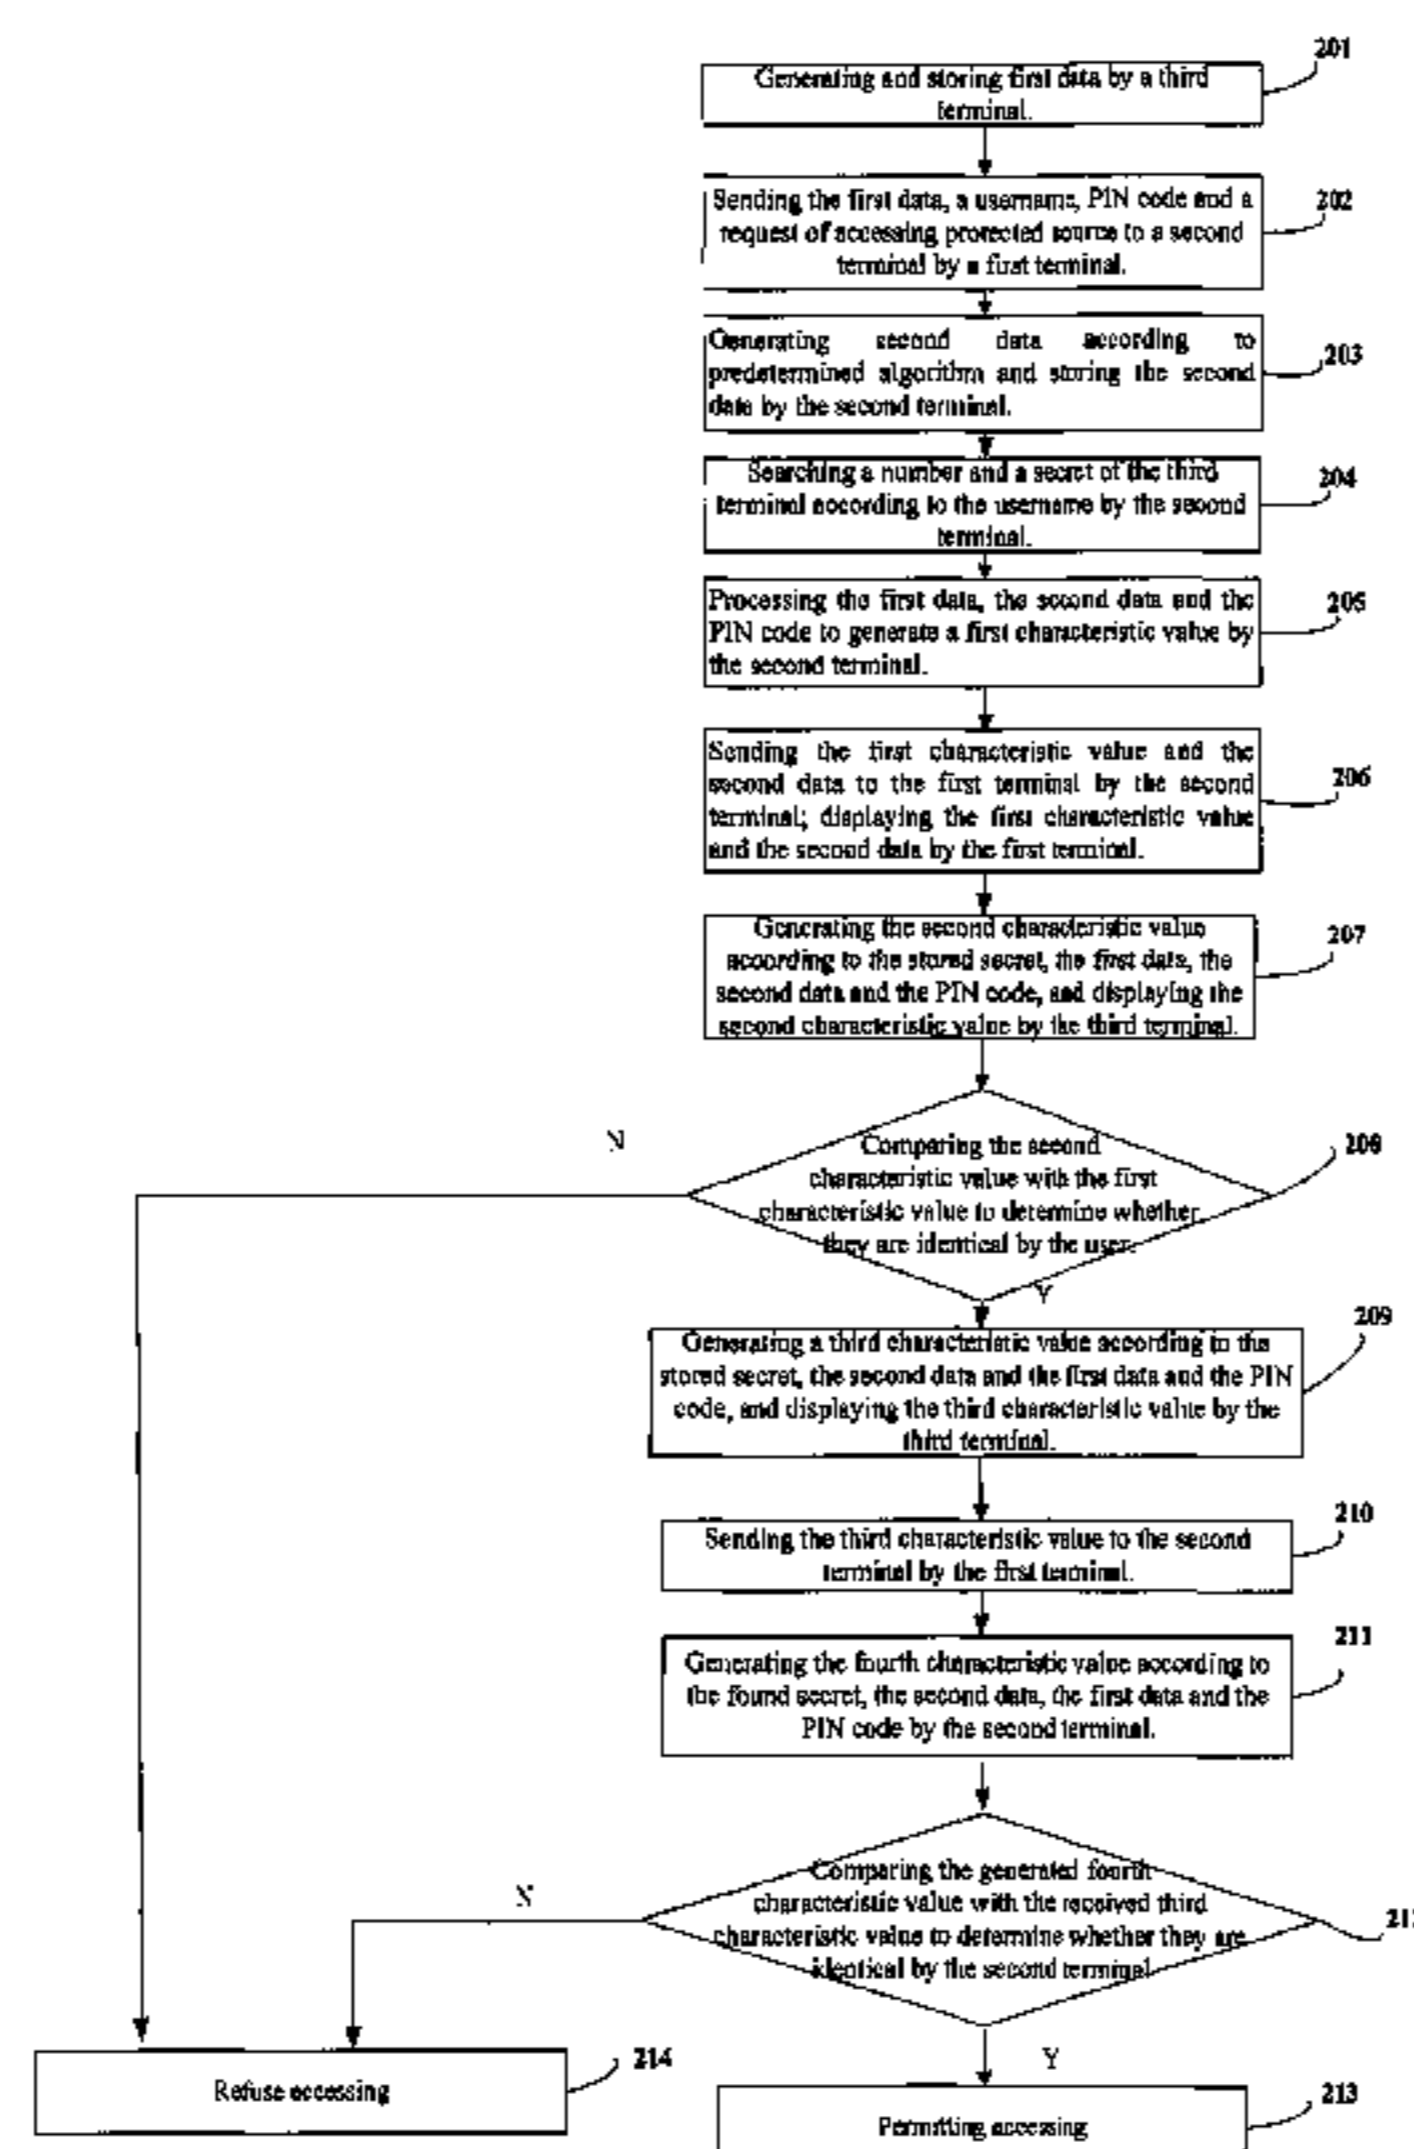 201
Generating and storing first data by a third
terminal.
202
Sending the first data, a username, PIN code and a
request of accessing protected source to a second
terminal by a first terminal.
203
Generating second data according to
predetermined algorithm and storing the second
data by the second terminal.
204
Searching a number and a secret of the third
terminal according to the username by the second
terminal.
205
Processing the first data, the second data and the
PIN code to generate a first characteristic value by
the second terminal.
206
Sending the first characteristic value and the
second data to the first terminal by the second
terminal; displaying the first characteristic value
and the second data by the first terminal.
207
Generating the second characteristic value
according to the stored secret, the first data, the
second data and the PIN code, and displaying the
second characteristic value by the third terminal.
N
208
Comparing the second
characteristic value with the first
characteristic value to determine whether
they are identical by the user.
Y
209
Generating a third characteristic value according to the
stored secret, the second data and the first data and the PIN
code, and displaying the third characteristic value by the
third terminal.
210
Sending the third characteristic value to the second
terminal by the first terminal.
211
Generating the fourth characteristic value according to
the found secret, the second data, the first data and the
PIN code by the second terminal.
N
Comparing the generated fourth
characteristic value with the received third
characteristic value to determine whether they are
identical by the second terminal
Y
214
Refuse accessing
213
Permitting accessing